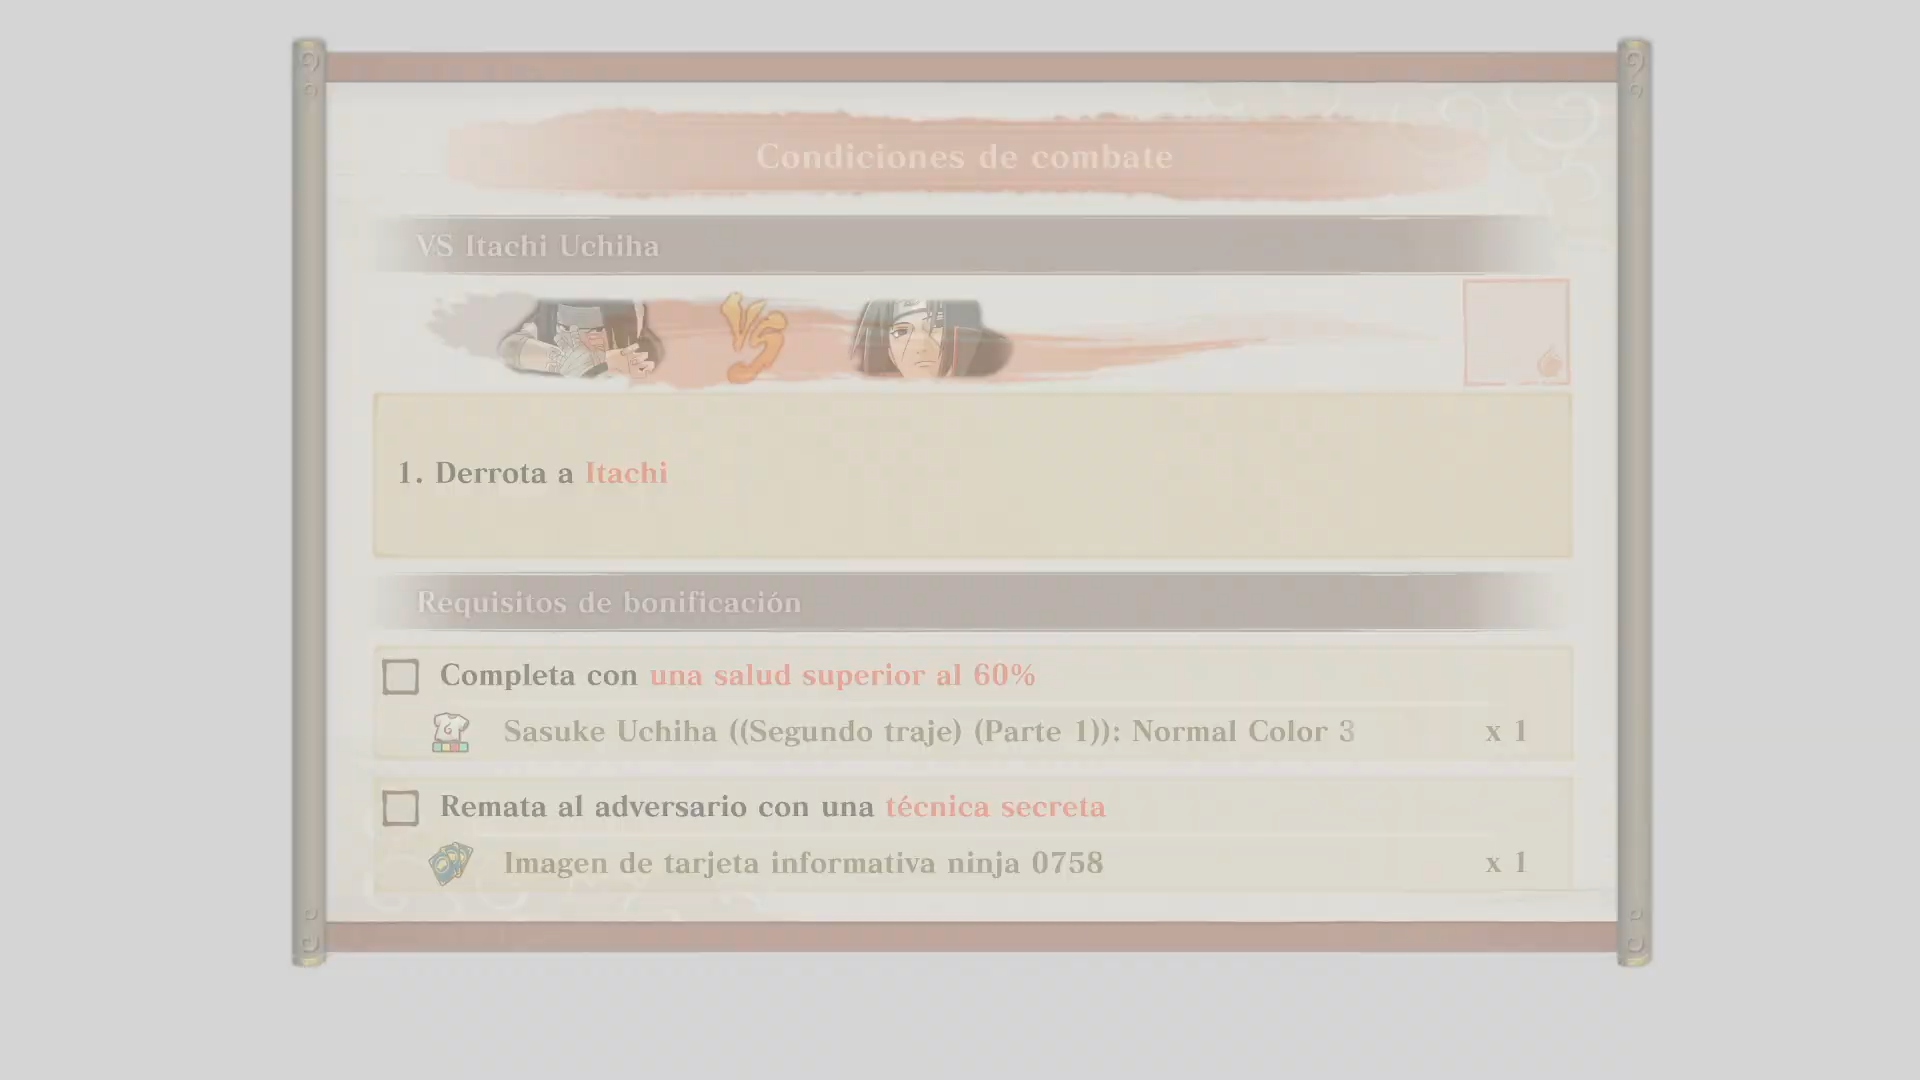 Condiciones de combate
VS Itachi Uchiha
VS
1. Derrota a Itachi
Requisitos de bonificación
Completa con una salud superior al 60%
Sasuke Uchiha ((Segundo traje) (Parte 1)): Normal Color 3 x 1
Remata al adversario con una técnica secreta
Imagen de tarjeta informativa ninja 0758 x 1